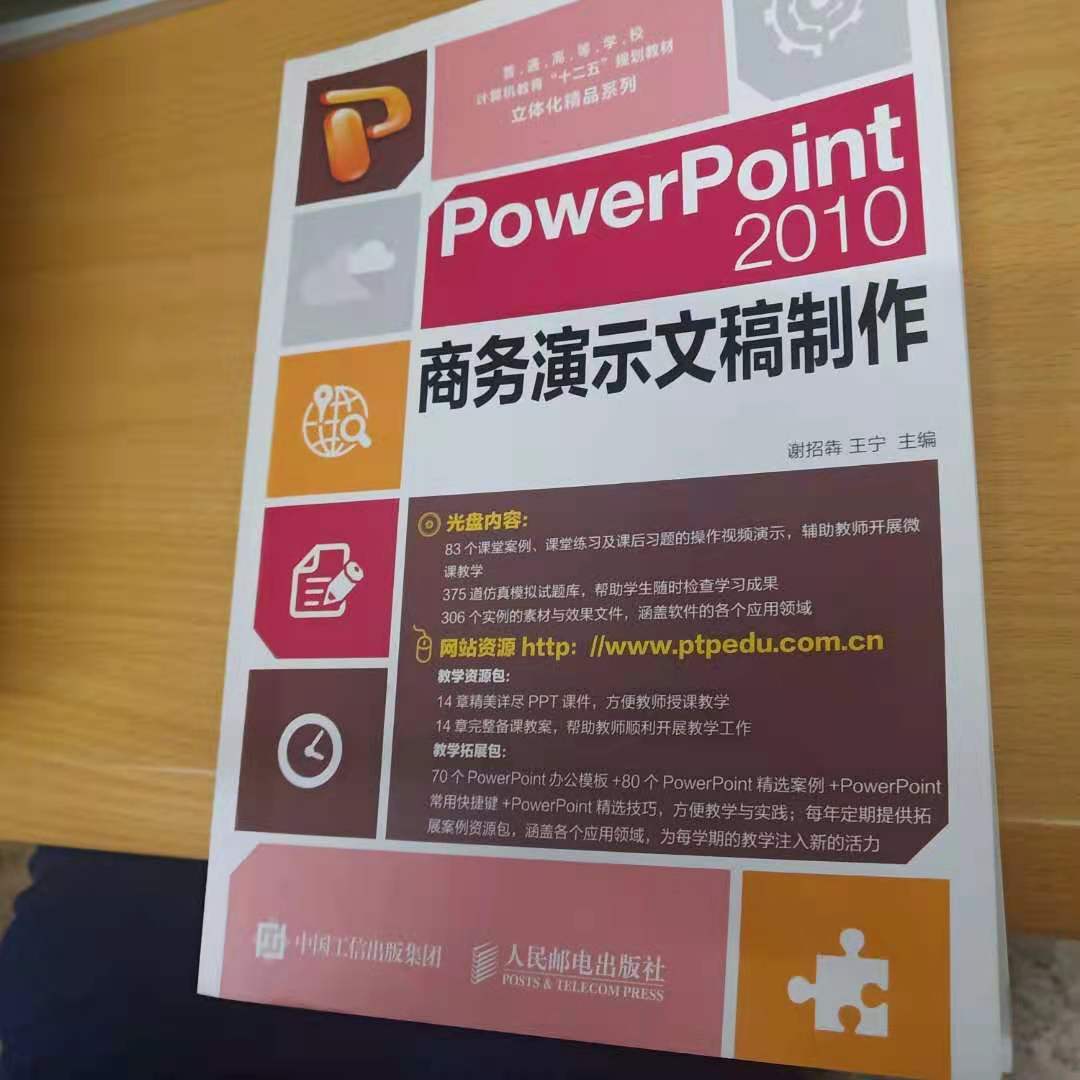 普.通.高.等.学.校
计算机教育“十二五”规划教材
立体化精品系列
PowerPoint
2010
商务演示文稿制作
谢招犇 王宁 主编
光盘内容：
83个课堂案例、课堂练习及课后习题的操作视频演示，辅助教师开展微
课教学
375道仿真模拟试题库，帮助学生随时检查学习成果
306个实例的素材与效果文件，涵盖软件的各个应用领域
网站资源 http: //www.ptpedu.com.cn
教学资源包：
14章精美详尽PPT课件，方便教师授课教学
14章完整备课教案，帮助教师顺利开展教学工作
教学拓展包：
70个PowerPoint办公模板+80个PowerPoint精选案例+PowerPoint
常用快捷键+PowerPoint精选技巧，方便教学与实践；每年定期提供拓
展案例资源包，涵盖各个应用领域，为每学期的教学注入新的活力
中国工信出版集团
人民邮电出版社
POSTS & TELECOM PRESS